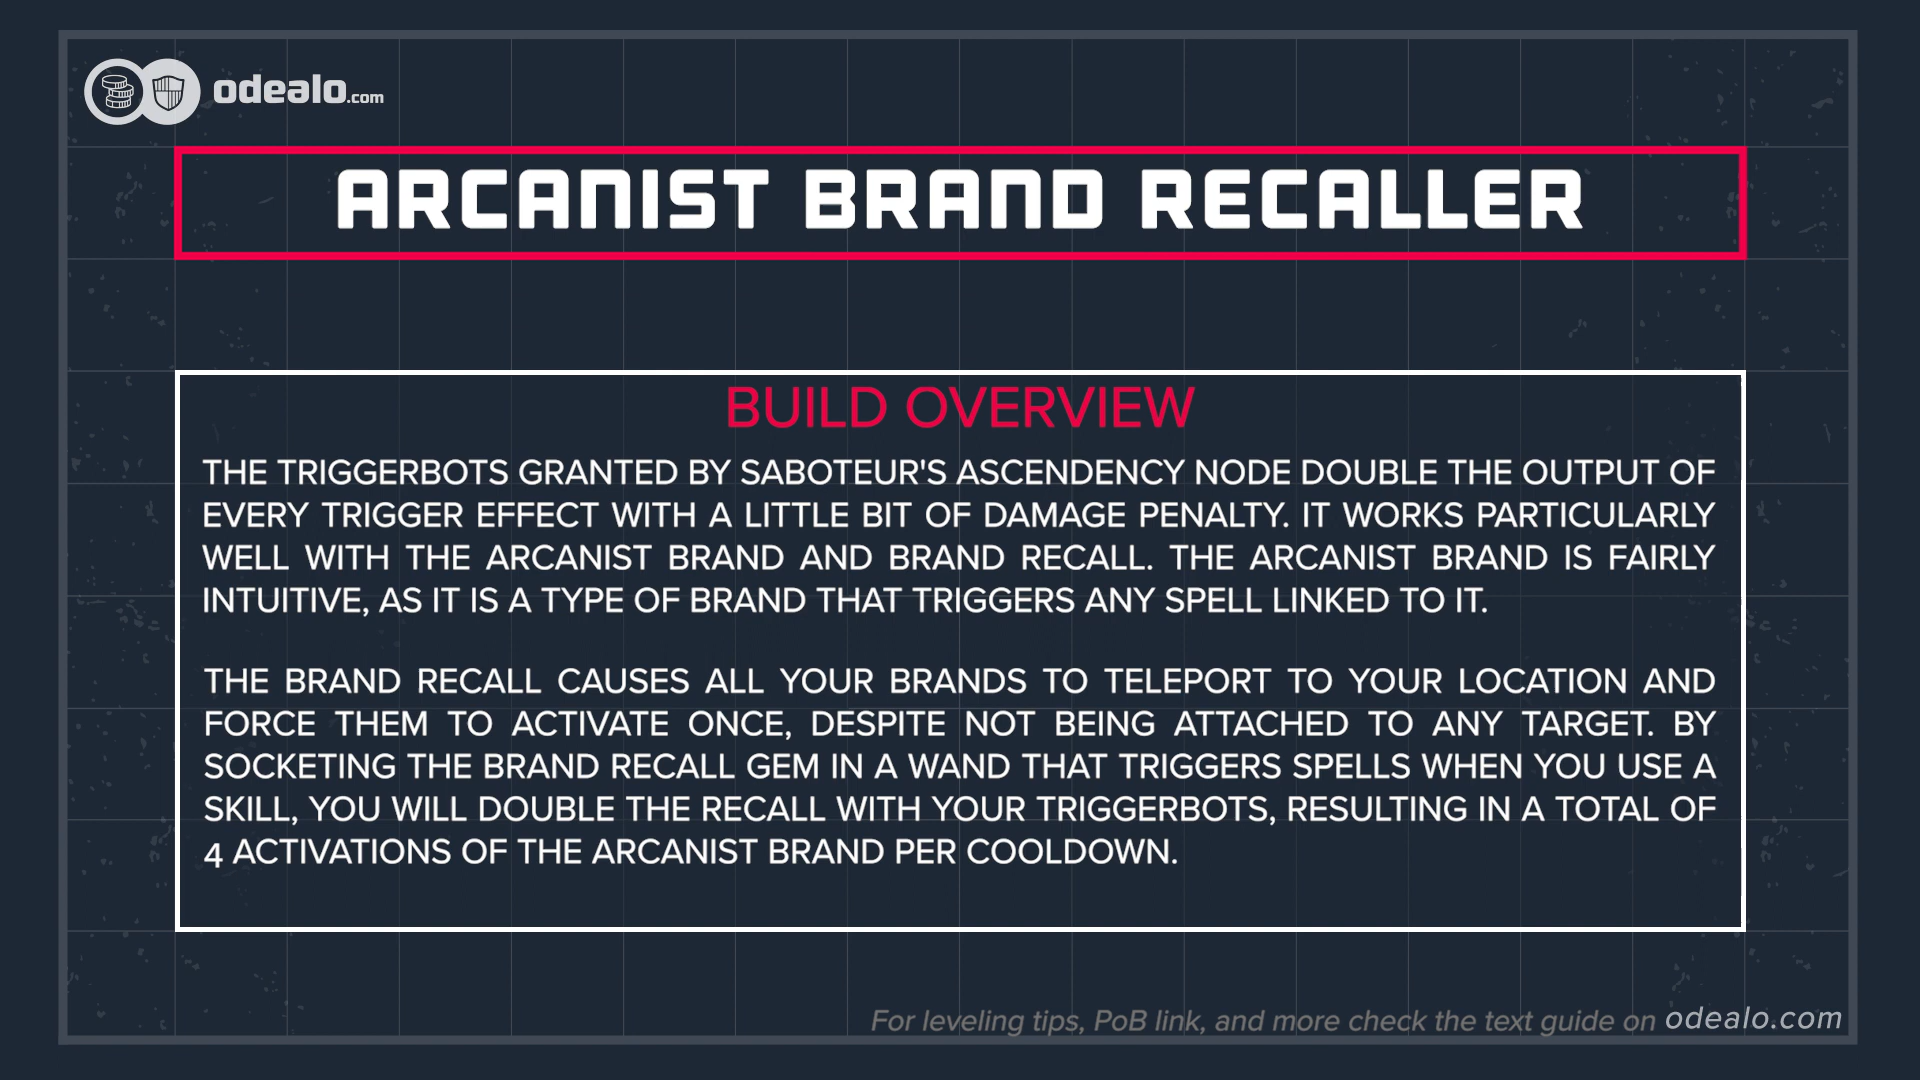 odealo.com
ARCANIST BRAND RECALLER
BUILD OVERVIEW
THE TRIGGERBOTS GRANTED BY SABOTEUR'S ASCENDENCY NODE DOUBLE THE OUTPUT OF
EVERY TRIGGER EFFECT WITH A LITTLE BIT OF DAMAGE PENALTY. IT WORKS PARTICULARLY
WELL WITH THE ARCANIST BRAND AND BRAND RECALL. THE ARCANIST BRAND IS FAIRLY
INTUITIVE, AS IT IS A TYPE OF BRAND THAT TRIGGERS ANY SPELL LINKED TO IT.
THE BRAND RECALL CAUSES ALL YOUR BRANDS TO TELEPORT TO YOUR LOCATION AND
FORCE THEM TO ACTIVATE ONCE, DESPITE NOT BEING ATTACHED TO ANY TARGET. BY
SOCKETING THE BRAND RECALL GEM IN A WAND THAT TRIGGERS SPELLS WHEN YOU USE A
SKILL, YOU WILL DOUBLE THE RECALL WITH YOUR TRIGGERBOTS, RESULTING IN A TOTAL OF
4 ACTIVATIONS OF THE ARCANIST BRAND PER COOLDOWN.
For leveling tips, PoB link, and more check the text guide on odealo.com